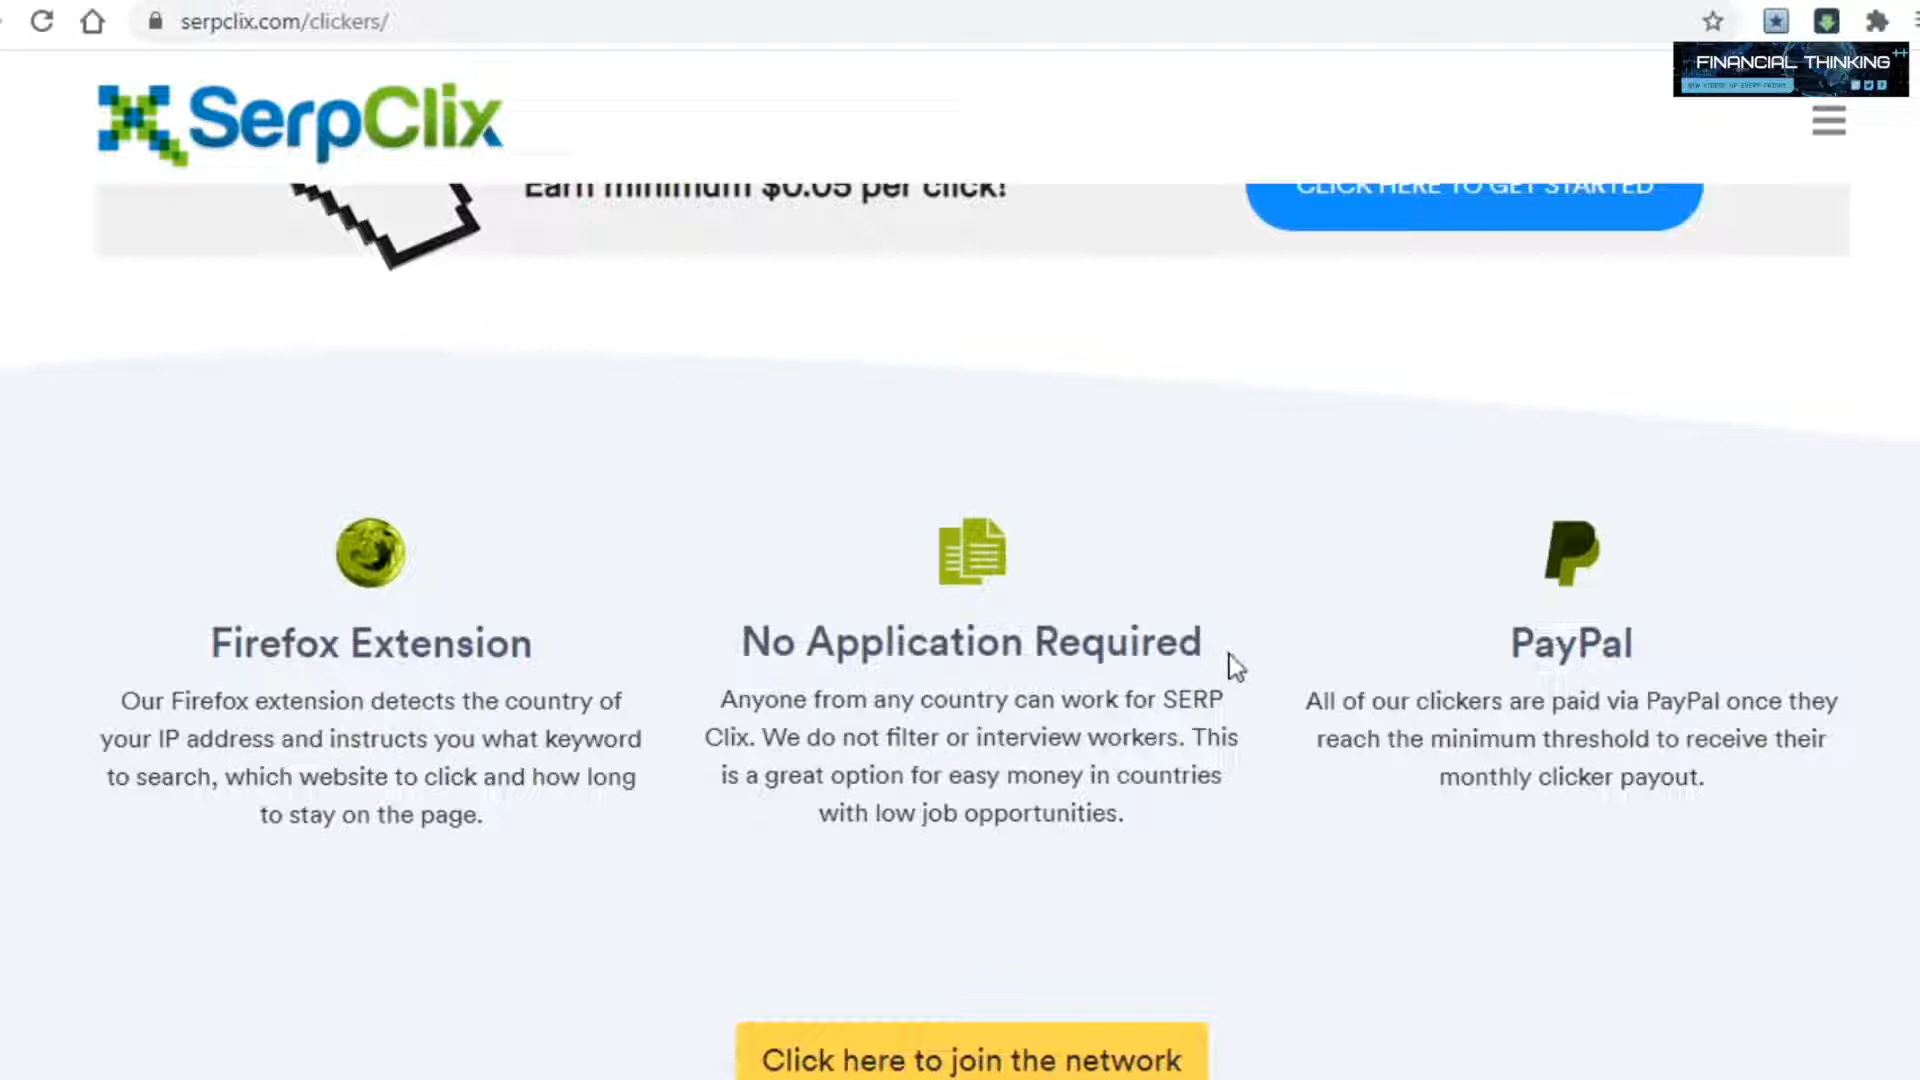 serpclix.com/clickers/
FINANCIAL THINKING
SerpClix
Earn minimum $0.05 per click!
CLICK HERE TO GET STARTED
Firefox Extension
Our Firefox extension detects the country of
your IP address and instructs you what keyword
to search, which website to click and how long
to stay on the page.
No Application Required
Anyone from any country can work for SERP
Clix. We do not filter or interview workers. This
is a great option for easy money in countries
with low job opportunities.
PayPal
All of our clickers are paid via PayPal once they
reach the minimum threshold to receive their
monthly clicker payout.
Click here to join the network